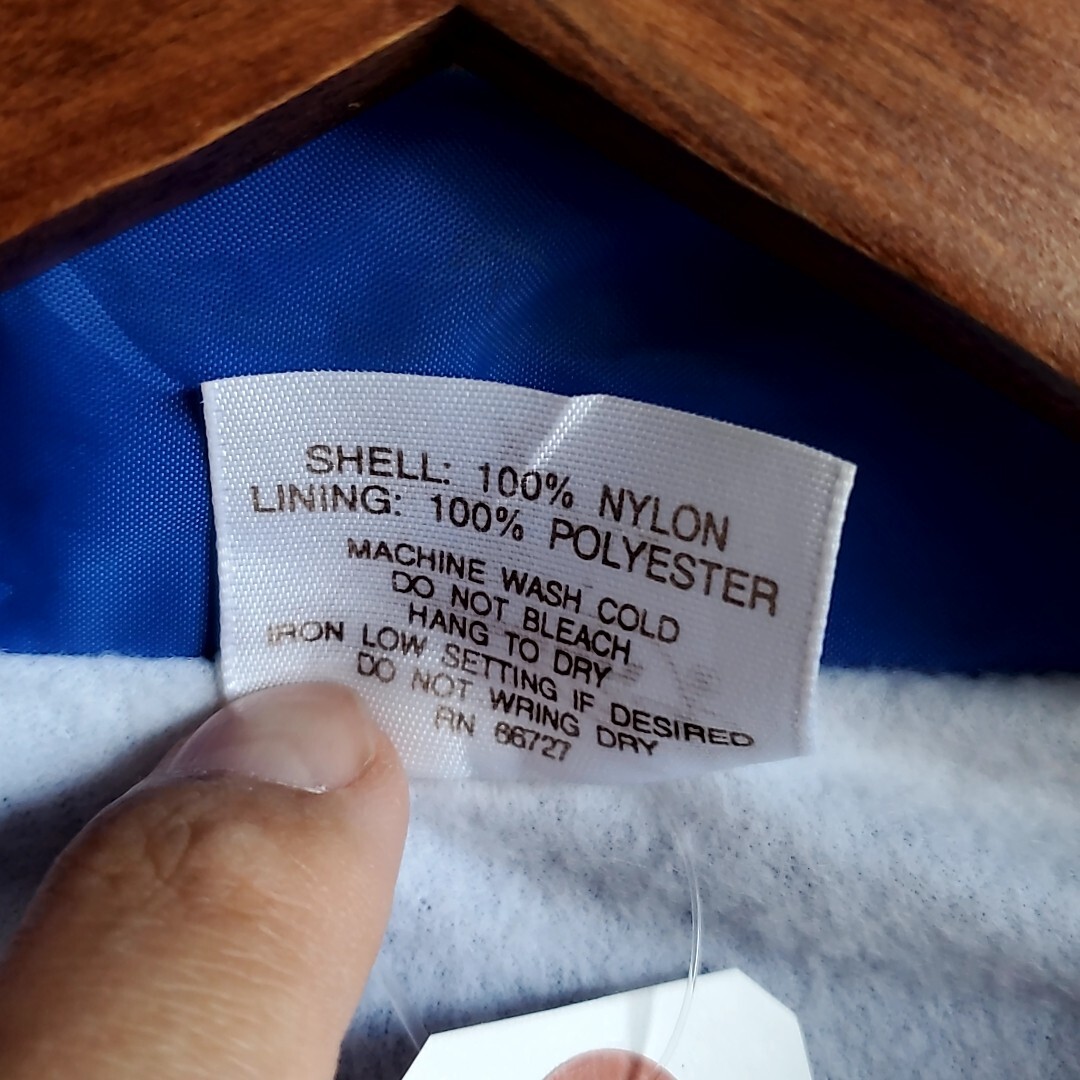 SHELL: 100% NYLON
LINING: 100% POLYESTER
MACHINE WASH COLD
DO NOT BLEACH
HANG TO DRY
IRON LOW SETTING IF DESIRED
DO NOT WRING DRY
RN 66727